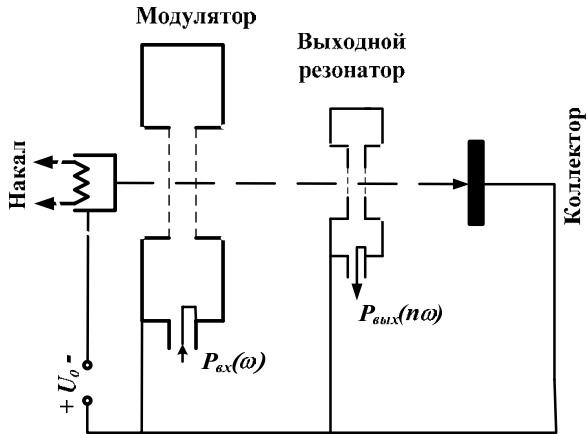 Модулятор
Выходной
резонатор
Накал
Коллектор
Pвх(ω)
Pвых(nω)
+ U₀ -